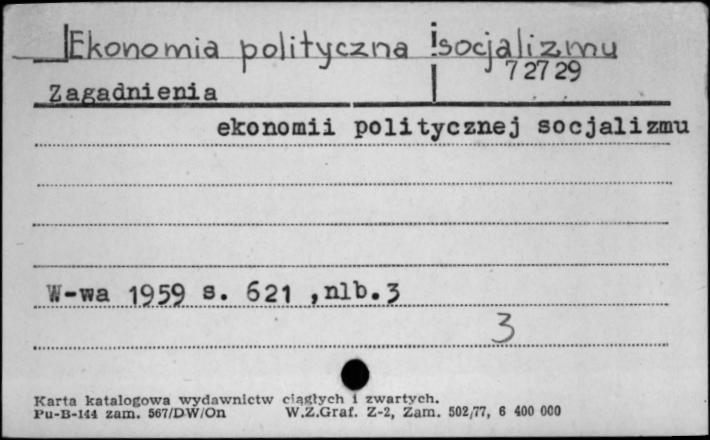 Ekonomia polityczna socjalizmu
72729
Zagadnienia
ekonomii politycznej socjalizmu
W-wa 1959 s. 621 ,nlb.3
3
Karta katalogowa wydawnictw ciągłych i zwartych.
Pu-B-144 zam. 567/DW/On W.Z.Graf. Z-2, Zam. 502/77, 6 400 000